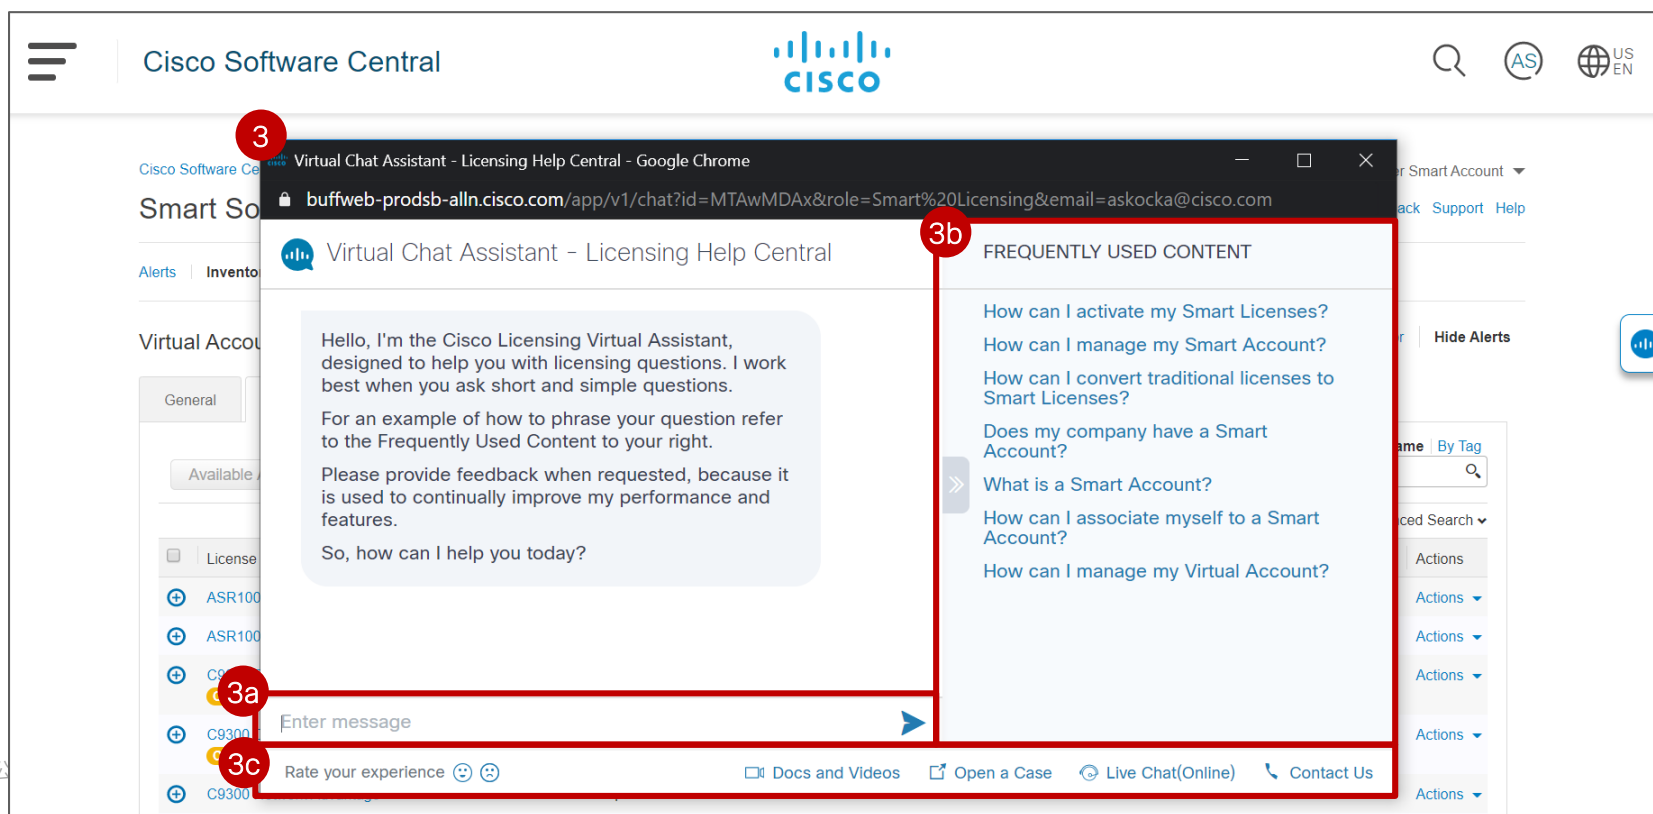 Cisco Software Central
CISCO
AS
US
EN
3
Virtual Chat Assistant - Licensing Help Central - Google Chrome
buffweb-prodsb-alln.cisco.com/app/v1/chat?id=MTAwMDAx&role=Smart%20Licensing&email=askocka@cisco.com
Cisco Software Ce
Smart Account
Smart So
Support Help
Alerts Invento
Virtual Accou
Hide Alerts
General
Available
By Tag
Search
License
Actions
ASR100 Actions
ASR100 Actions
Actions
C9300 Actions
C9300 Actions
Virtual Chat Assistant - Licensing Help Central
Hello, I'm the Cisco Licensing Virtual Assistant,
designed to help you with licensing questions. I work
best when you ask short and simple questions.
For an example of how to phrase your question refer
to the Frequently Used Content to your right.
Please provide feedback when requested, because it
is used to continually improve my performance and
features.
So, how can I help you today?
3b
FREQUENTLY USED CONTENT
How can I activate my Smart Licenses?
How can I manage my Smart Account?
How can I convert traditional licenses to
Smart Licenses?
Does my company have a Smart
Account?
What is a Smart Account?
How can I associate myself to a Smart
Account?
How can I manage my Virtual Account?
3a
Enter message
3c
Rate your experience
Docs and Videos Open a Case Live Chat(Online) Contact Us